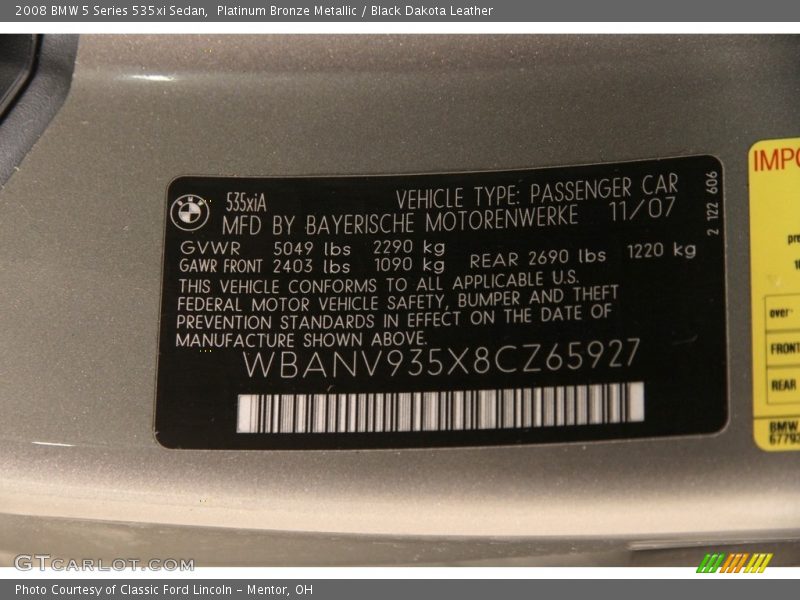 2008 BMW 5 Series 535xi Sedan,  Platinum Bronze Metallic / Black Dakota Leather
535xiA
VEHICLE TYPE: PASSENGER CAR
MFD BY BAYERISCHE MOTORENWERKE 11/07
GVWR 5049 lbs 2290 kg
GAWR FRONT 2403 lbs 1090 kg REAR 2690 lbs 1220 kg
THIS VEHICLE CONFORMS TO ALL APPLICABLE U.S.
FEDERAL MOTOR VEHICLE SAFETY, BUMPER AND THEFT
PREVENTION STANDARDS IN EFFECT ON THE DATE OF
MANUFACTURE SHOWN ABOVE.
WBANV935X8CZ65927
2 122 606
IMPO
over
FRONT
REAR
BMW
6779
GTCARLOT.COM
Photo Courtesy of Classic Ford Lincoln - Mentor, OH